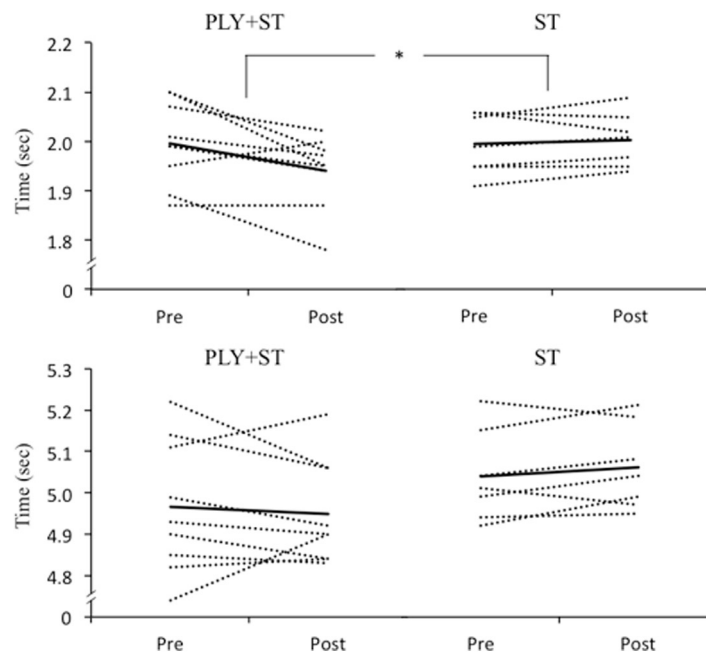 PLY+ST ST
2.2
*
2.1
2.0
1.9
1.8
0
Time (sec)
Pre Post Pre Post
PLY+ST ST
5.3
5.2
5.1
5.0
4.9
4.8
0
Time (sec)
Pre Post Pre Post